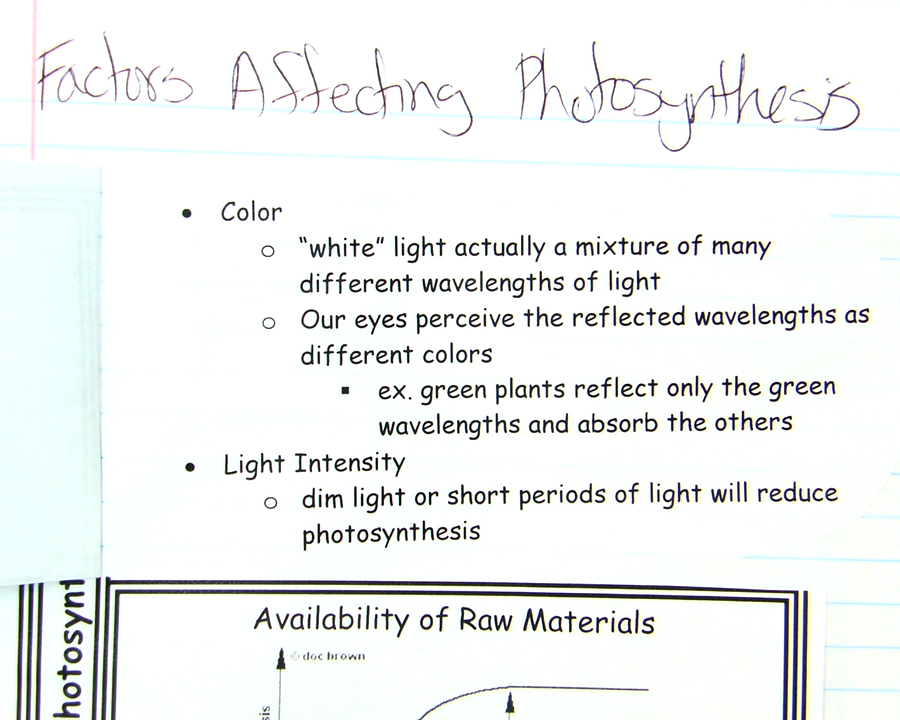 Factors Affecting Photosynthesis
• Color
o "white" light actually a mixture of many
different wavelengths of light
o Our eyes perceive the reflected wavelengths as
different colors
▪ ex. green plants reflect only the green
wavelengths and absorb the others
• Light Intensity
o dim light or short periods of light will reduce
photosynthesis
hotosynt
Availability of Raw Materials
© doc brown
sis